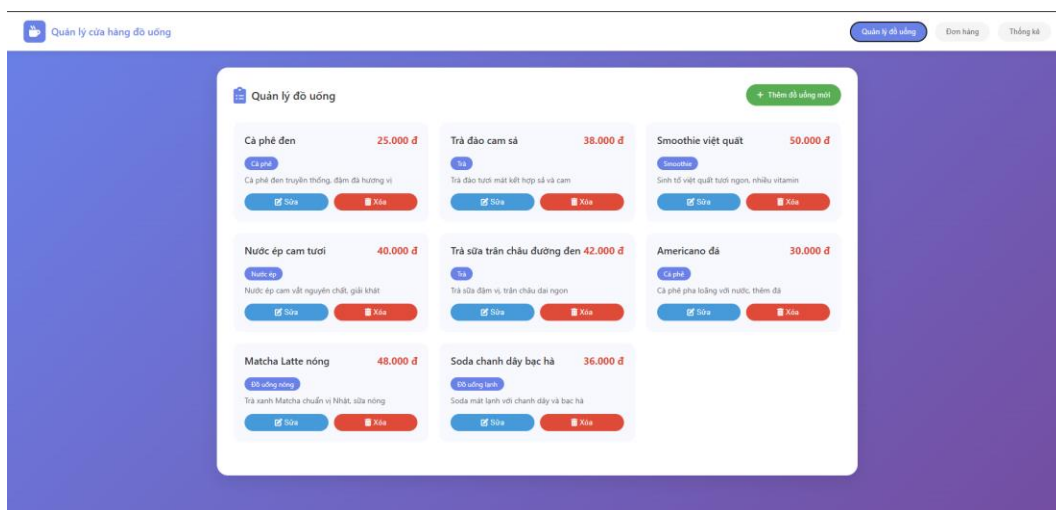 Quản lý cửa hàng đồ uống
Quản lý đồ uống
Đơn hàng
Thống kê
Quản lý đồ uống
+ Thêm đồ uống mới
Cà phê đen 25.000 đ
Cà phê
Cà phê đen truyền thống, đậm đà hương vị
Sửa Xóa
Trà đào cam sả 38.000 đ
Trà
Trà đào tươi mát kết hợp sả và cam
Sửa Xóa
Smoothie việt quất 50.000 đ
Smoothie
Sinh tố việt quất tươi ngon, nhiều vitamin
Sửa Xóa
Nước ép cam tươi 40.000 đ
Nước ép
Nước ép cam vắt nguyên chất, giải khát
Sửa Xóa
Trà sữa trân châu đường đen 42.000 đ
Trà
Trà sữa đậm vị, trân châu dai ngon
Sửa Xóa
Americano đá 30.000 đ
Cà phê
Cà phê pha loãng với nước, thêm đá
Sửa Xóa
Matcha Latte nóng 48.000 đ
Đồ uống nóng
Trà xanh Matcha chuẩn vị Nhật, sữa nóng
Sửa Xóa
Soda chanh dây bạc hà 36.000 đ
Đồ uống lạnh
Soda mát lạnh với chanh dây và bạc hà
Sửa Xóa